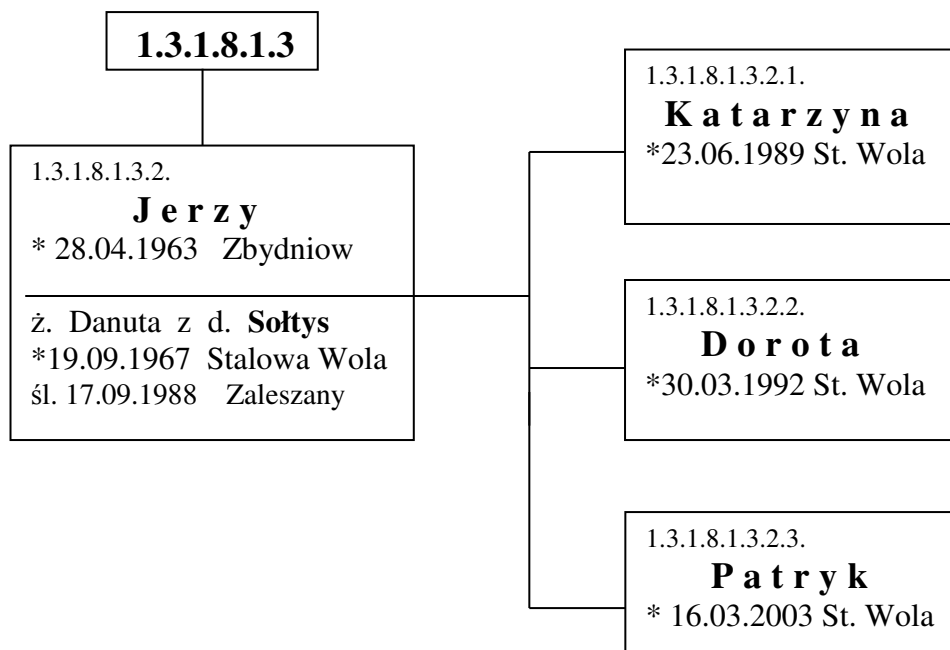 1.3.1.8.1.3
1.3.1.8.1.3.2.
J e r z y
* 28.04.1963 Zbydniow
ż. Danuta z d. Sołtys
*19.09.1967 Stalowa Wola
śl. 17.09.1988 Zaleszany
1.3.1.8.1.3.2.1.
K a t a r z y n a
*23.06.1989 St. Wola
1.3.1.8.1.3.2.2.
D o r o t a
*30.03.1992 St. Wola
1.3.1.8.1.3.2.3.
P a t r y k
* 16.03.2003 St. Wola